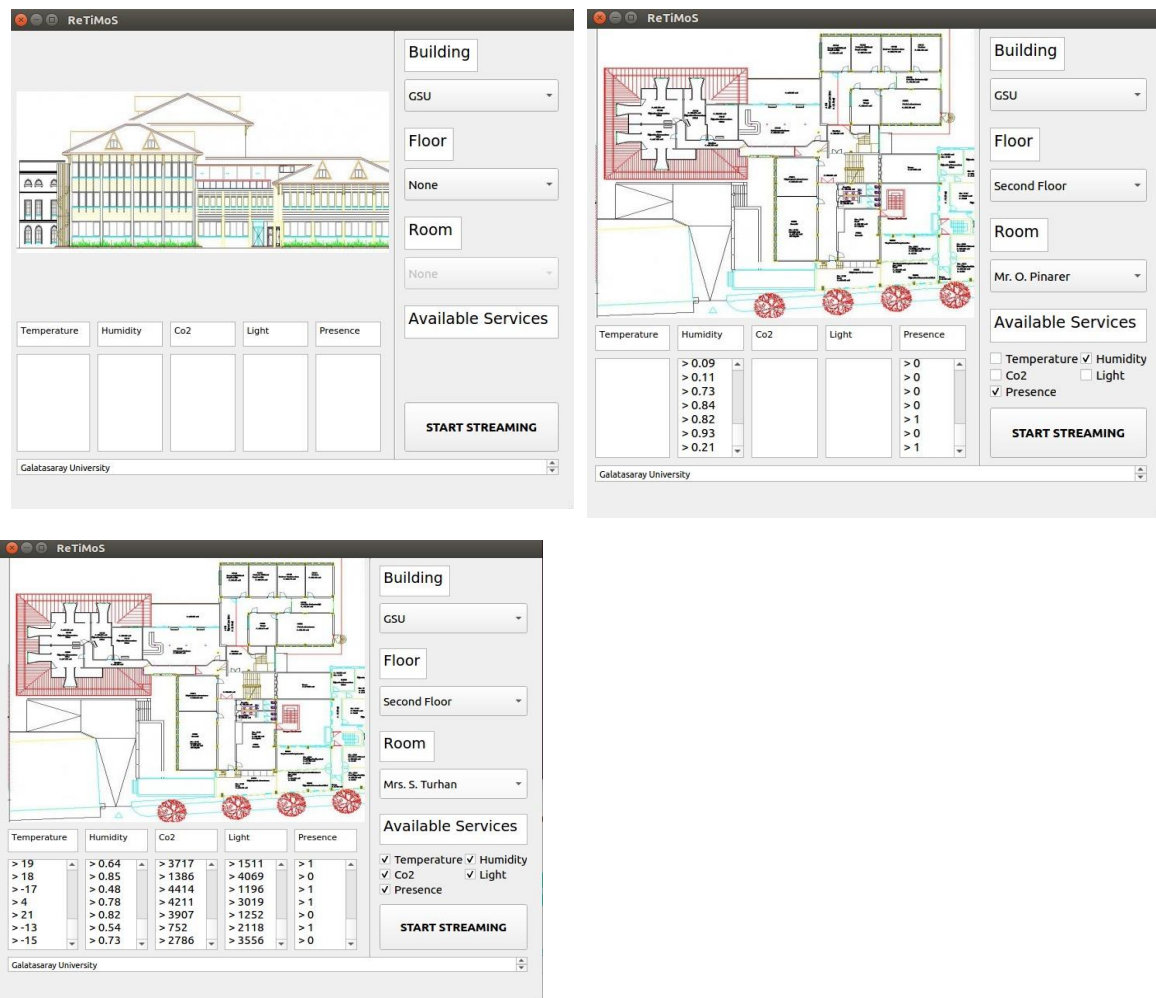 ReTiMoS
Building
GSU
Floor
None
Room
None
Available Services
Temperature Humidity Co2 Light Presence
START STREAMING
Galatasaray University
ReTiMoS
Building
GSU
Floor
Second Floor
Room
Mr. O. Pinarer
Available Services
Temperature Humidity
Co2 Light
Presence
START STREAMING
Temperature Humidity Co2 Light Presence
> 0.09 > 0
> 0.11 > 0
> 0.73 > 0
> 0.84 > 0
> 0.82 > 1
> 0.93 > 0
> 0.21 > 1
Galatasaray University
ReTiMoS
Building
GSU
Floor
Second Floor
Room
Mrs. S. Turhan
Available Services
Temperature Humidity
Co2 Light
Presence
START STREAMING
Temperature Humidity Co2 Light Presence
> 19 > 0.64 > 3717 > 1511 > 1
> 18 > 0.85 > 1386 > 4069 > 0
> -17 > 0.48 > 4414 > 1196 > 1
> 4 > 0.78 > 4211 > 3019 > 1
> 21 > 0.82 > 3907 > 1252 > 0
> -13 > 0.54 > 752 > 2118 > 1
> -15 > 0.73 > 2786 > 3556 > 0
Galatasaray University